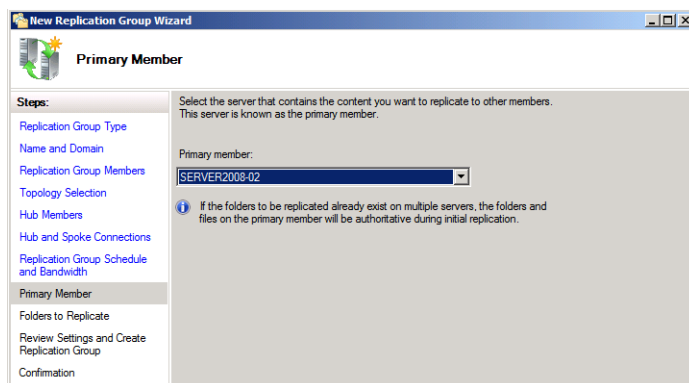 New Replication Group Wizard
Primary Member
Steps:
Replication Group Type
Name and Domain
Replication Group Members
Topology Selection
Hub Members
Hub and Spoke Connections
Replication Group Schedule
and Bandwidth
Primary Member
Folders to Replicate
Review Settings and Create
Replication Group
Confirmation
Select the server that contains the content you want to replicate to other members.
This server is known as the primary member.
Primary member:
SERVER2008-02
If the folders to be replicated already exist on multiple servers, the folders and
files on the primary member will be authoritative during initial replication.